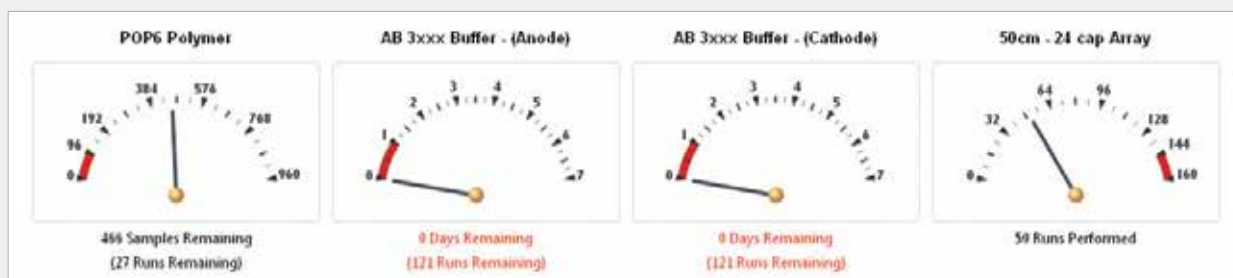 POP6 Polymer
0
96
192
384
576
768
960
466 Samples Remaining
(27 Runs Remaining)
AB 3xxx Buffer - (Anode)
0
1
2
3
4
5
6
7
0 Days Remaining
(121 Runs Remaining)
AB 3xxx Buffer - (Cathode)
0
1
2
3
4
5
6
7
0 Days Remaining
(121 Runs Remaining)
50cm - 24 cap Array
0
32
64
96
128
144
160
50 Runs Performed